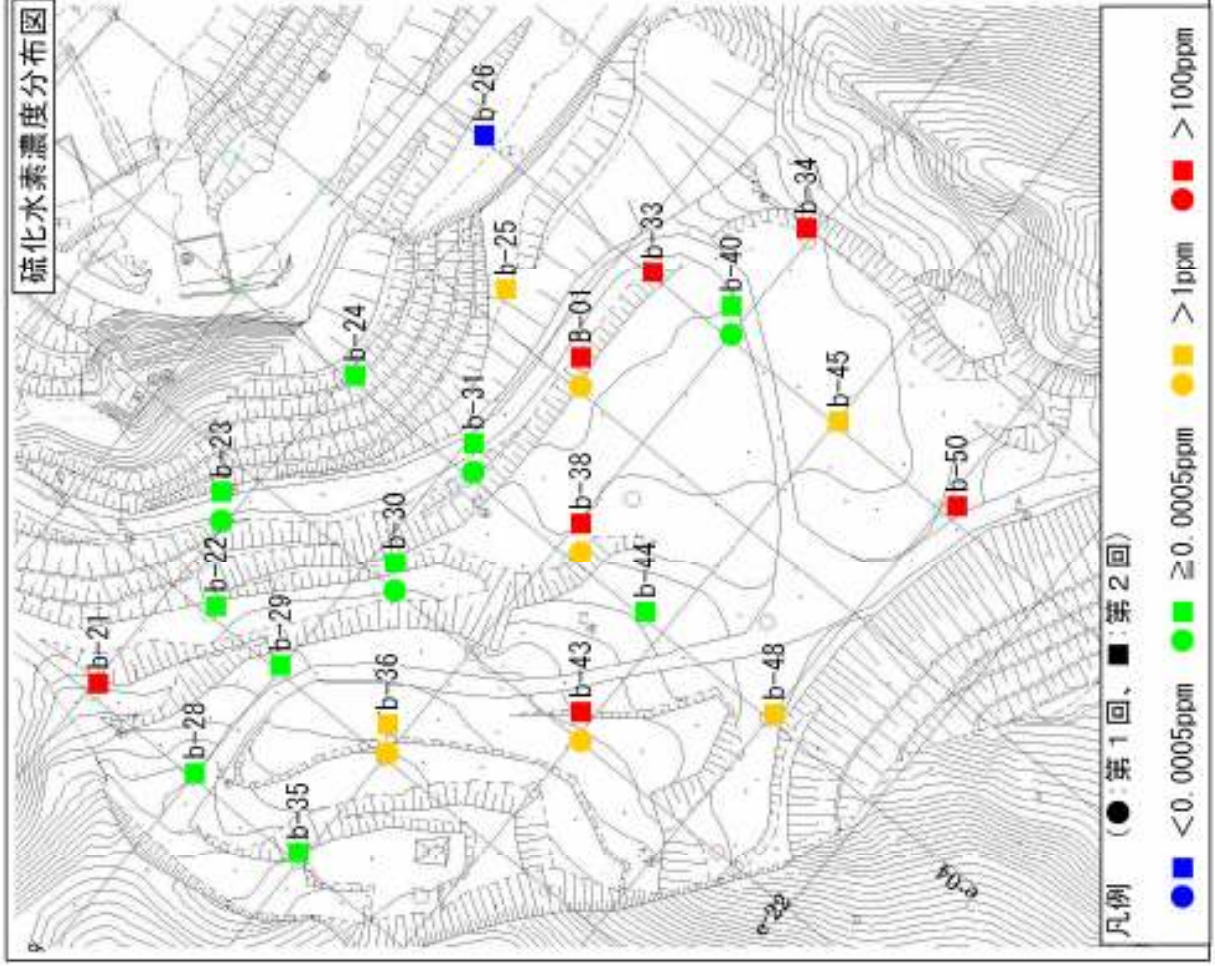 硫化水素濃度分布図
b-21
b-22
b-23
b-24
b-25
b-26
b-28
b-29
b-30
b-31
B-01
b-33
b-34
b-35
b-36
b-38
b-40
b-43
b-44
b-45
b-48
b-50
e-22
e-04
凡例 (●:第1回、■:第2回)
●■ <0.0005ppm ●■ ≧0.0005ppm ●■ >1ppm ●■ >100ppm